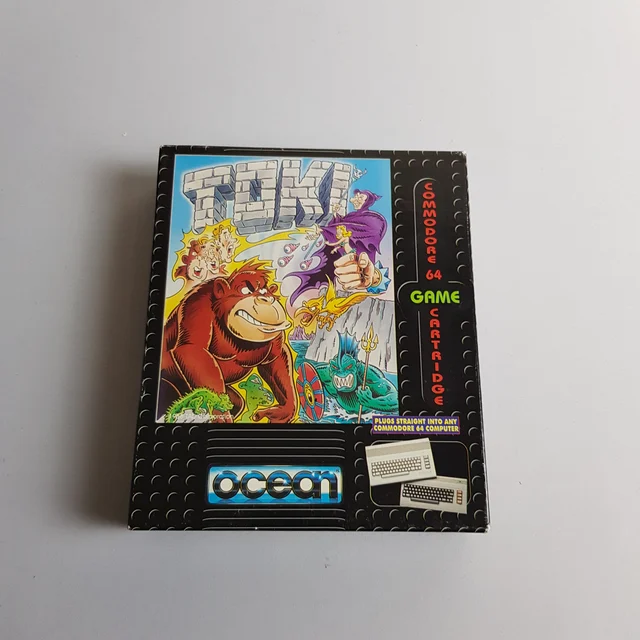 TOKI
COMMODORE 64
GAME
CARTRIDGE
PLUGS STRAIGHT INTO ANY
COMMODORE 64 COMPUTER
ocean